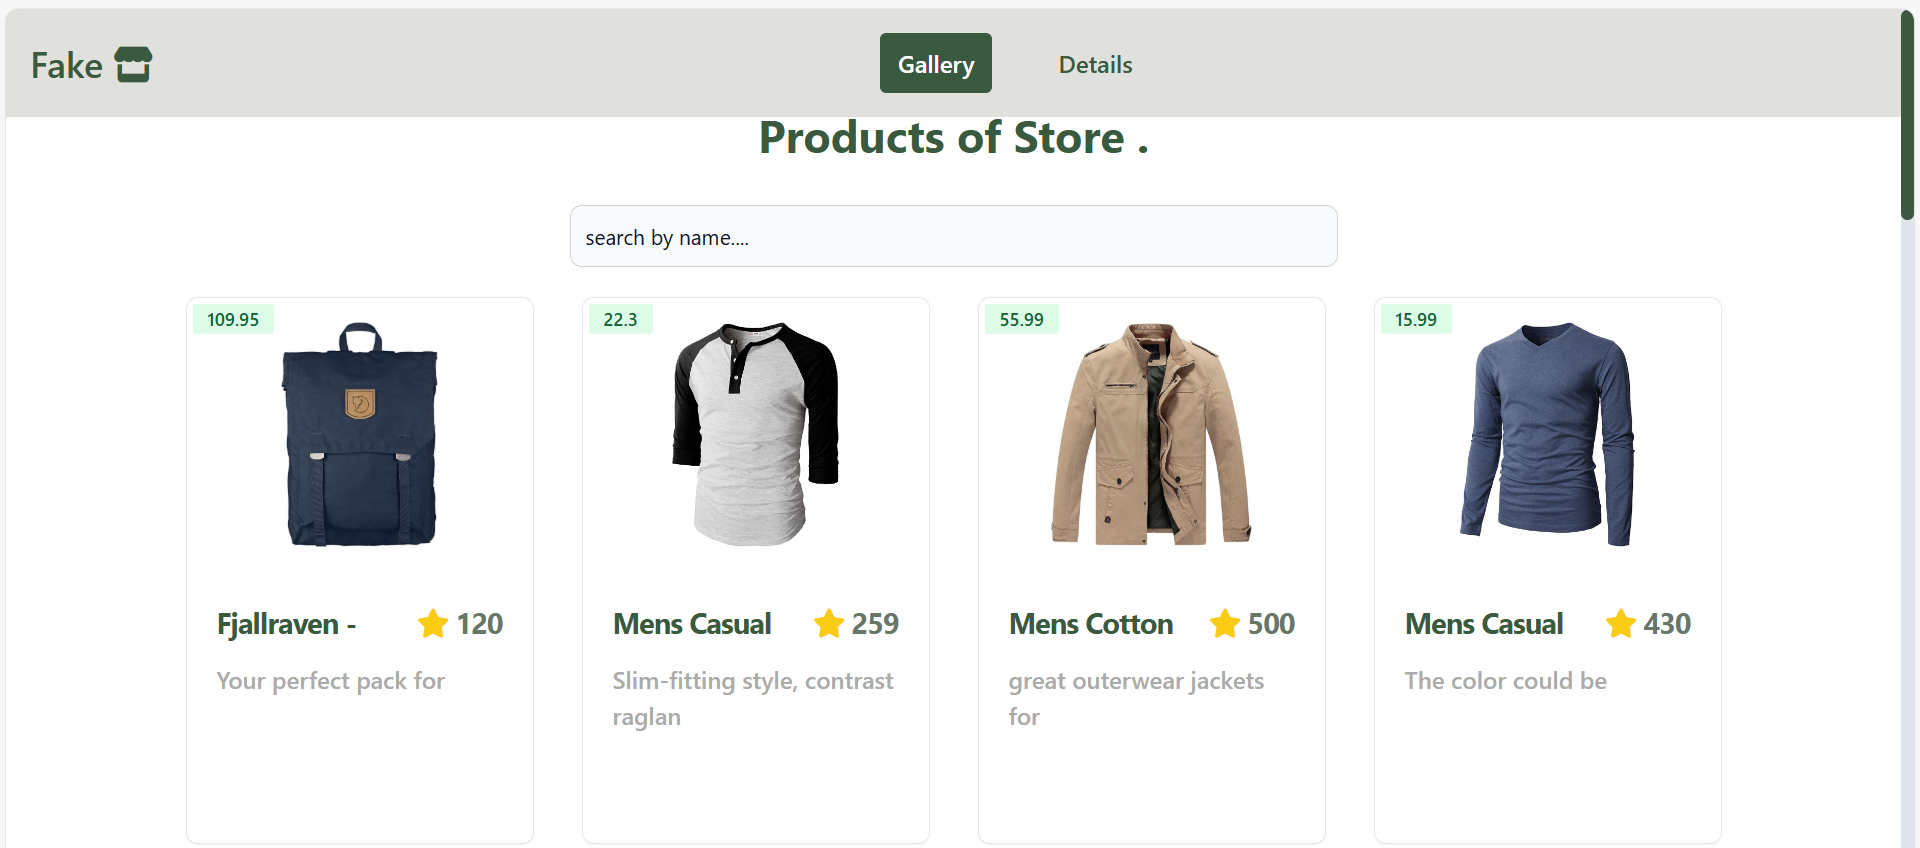 Fake
Gallery
Details
Products of Store .
search by name....
109.95
22.3
55.99
15.99
Fjallraven -
120
Mens Casual
259
Mens Cotton
500
Mens Casual
430
Your perfect pack for
Slim-fitting style, contrast
raglan
great outerwear jackets
for
The color could be